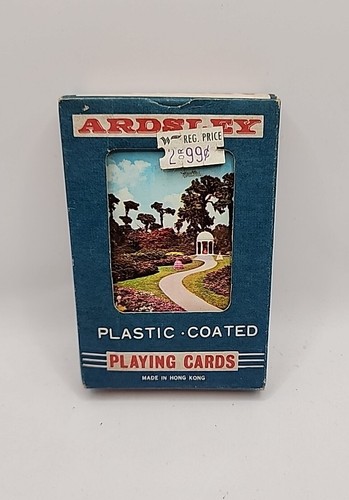 ARDSLEY
REG. PRICE
2 FOR 99¢
PLASTIC · COATED
PLAYING CARDS
MADE IN HONG KONG